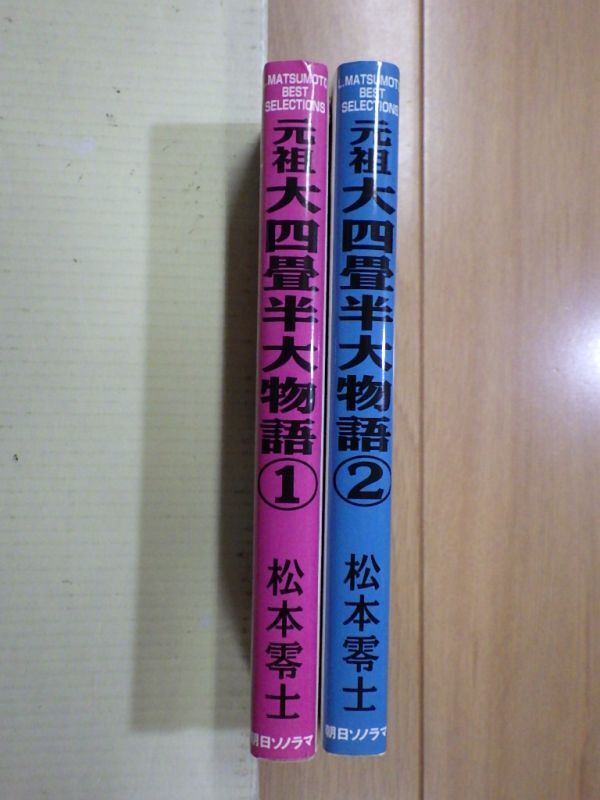 L.MATSUMOTO
BEST
SELECTIONS
元祖大四畳半大物語
1
松本零士
朝日ソノラマ
L.MATSUMOTO
BEST
SELECTIONS
元祖大四畳半大物語
2
松本零士
朝日ソノラマ